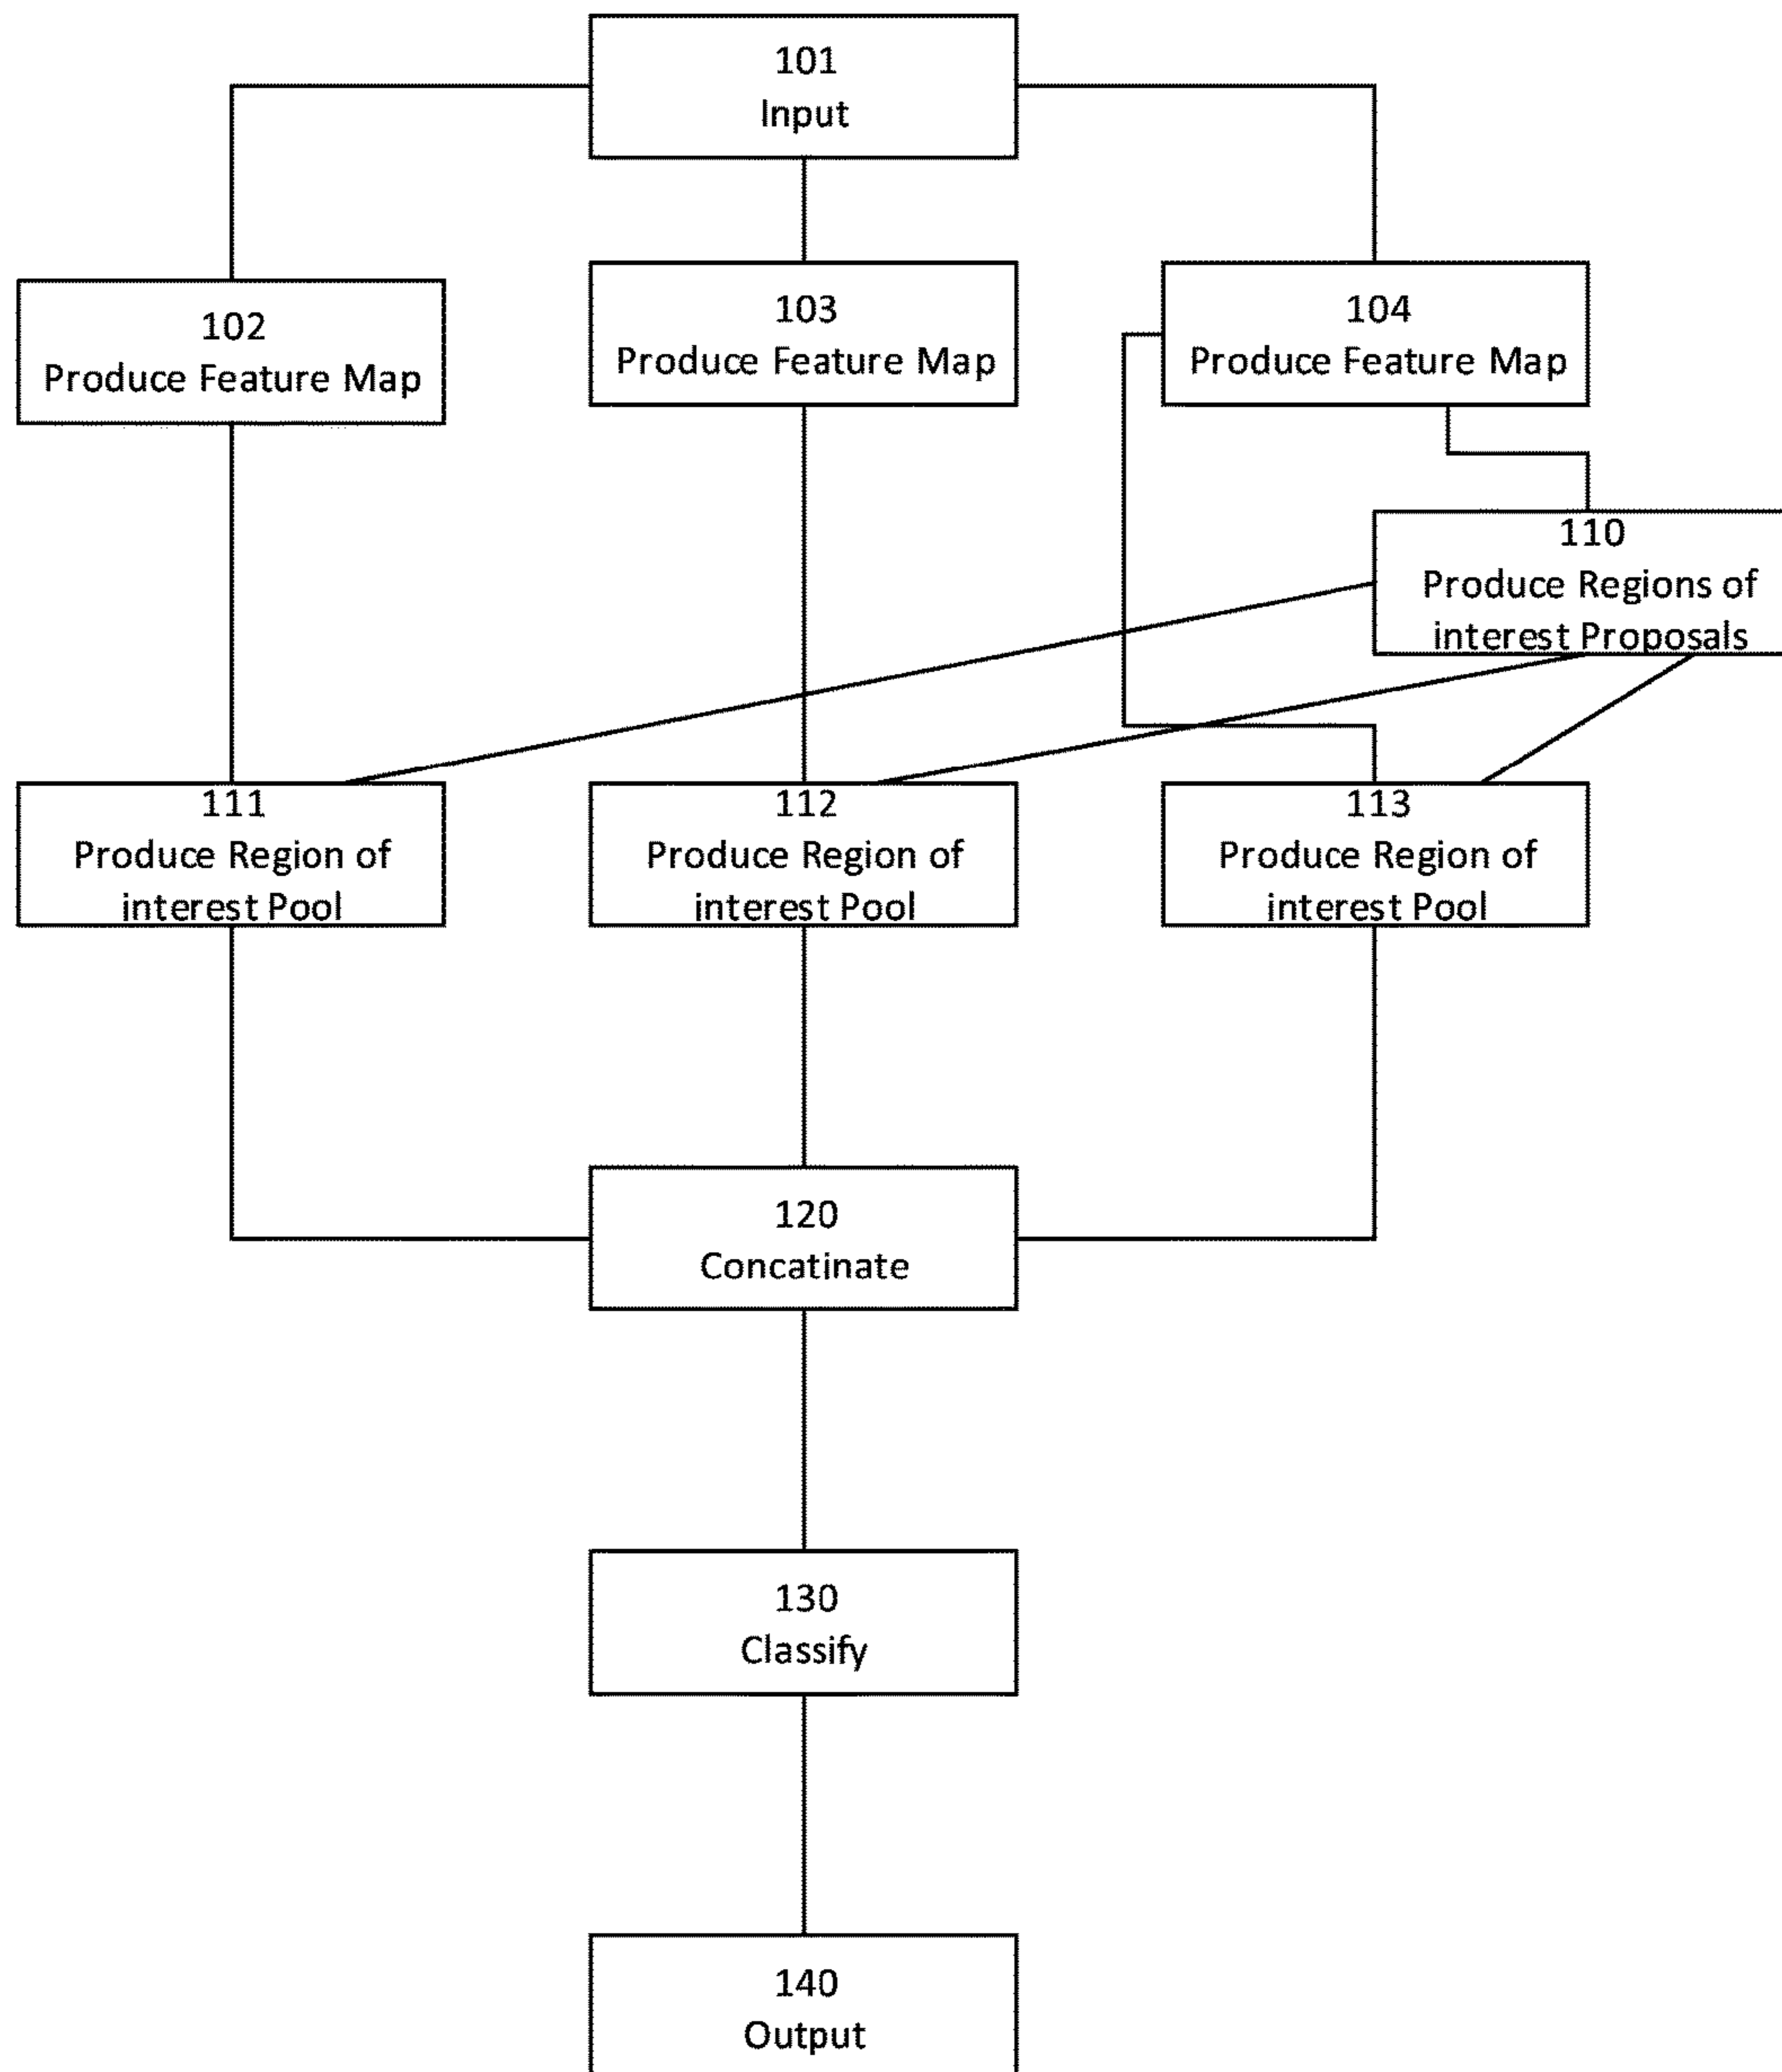 101
Input
102
Produce Feature Map
103
Produce Feature Map
104
Produce Feature Map
110
Produce Regions of
interest Proposals
111
Produce Region of
interest Pool
112
Produce Region of
interest Pool
113
Produce Region of
interest Pool
120
Concatinate
130
Classify
140
Output